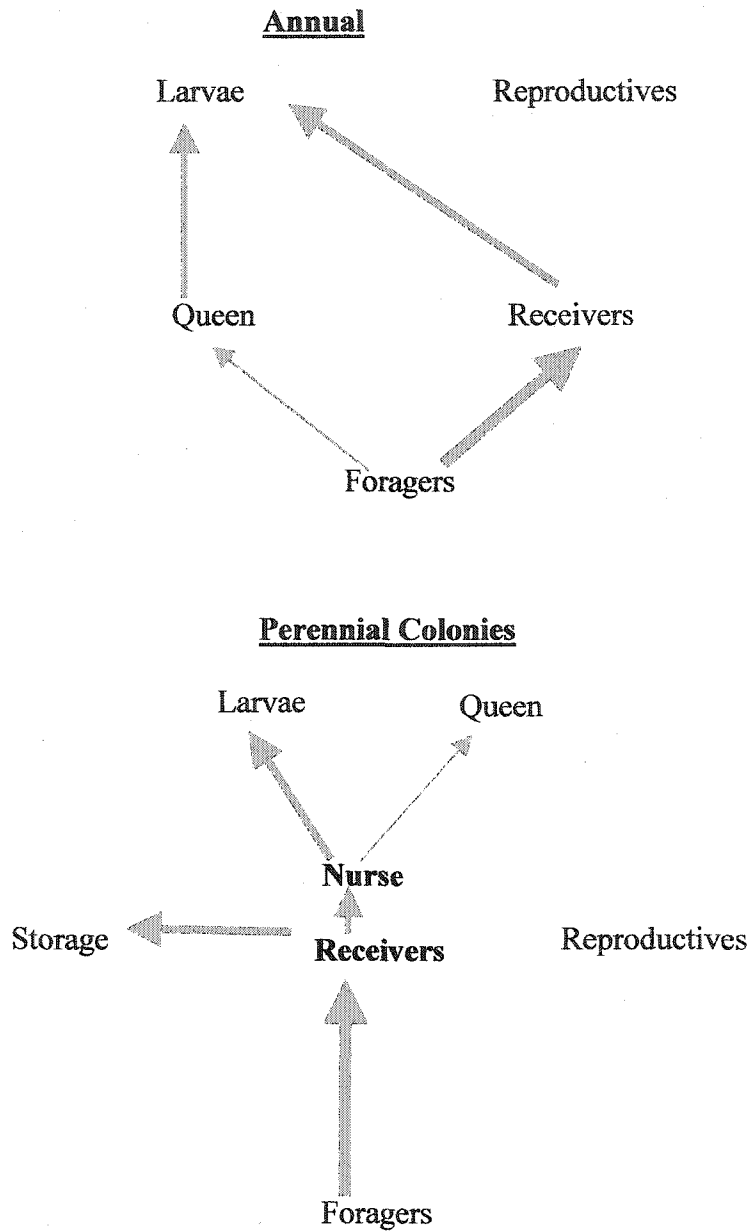 Annual
Larvae Reproductives
Queen Receivers
Foragers
Perennial Colonies
Larvae Queen
Nurse
Storage Receivers Reproductives
Foragers